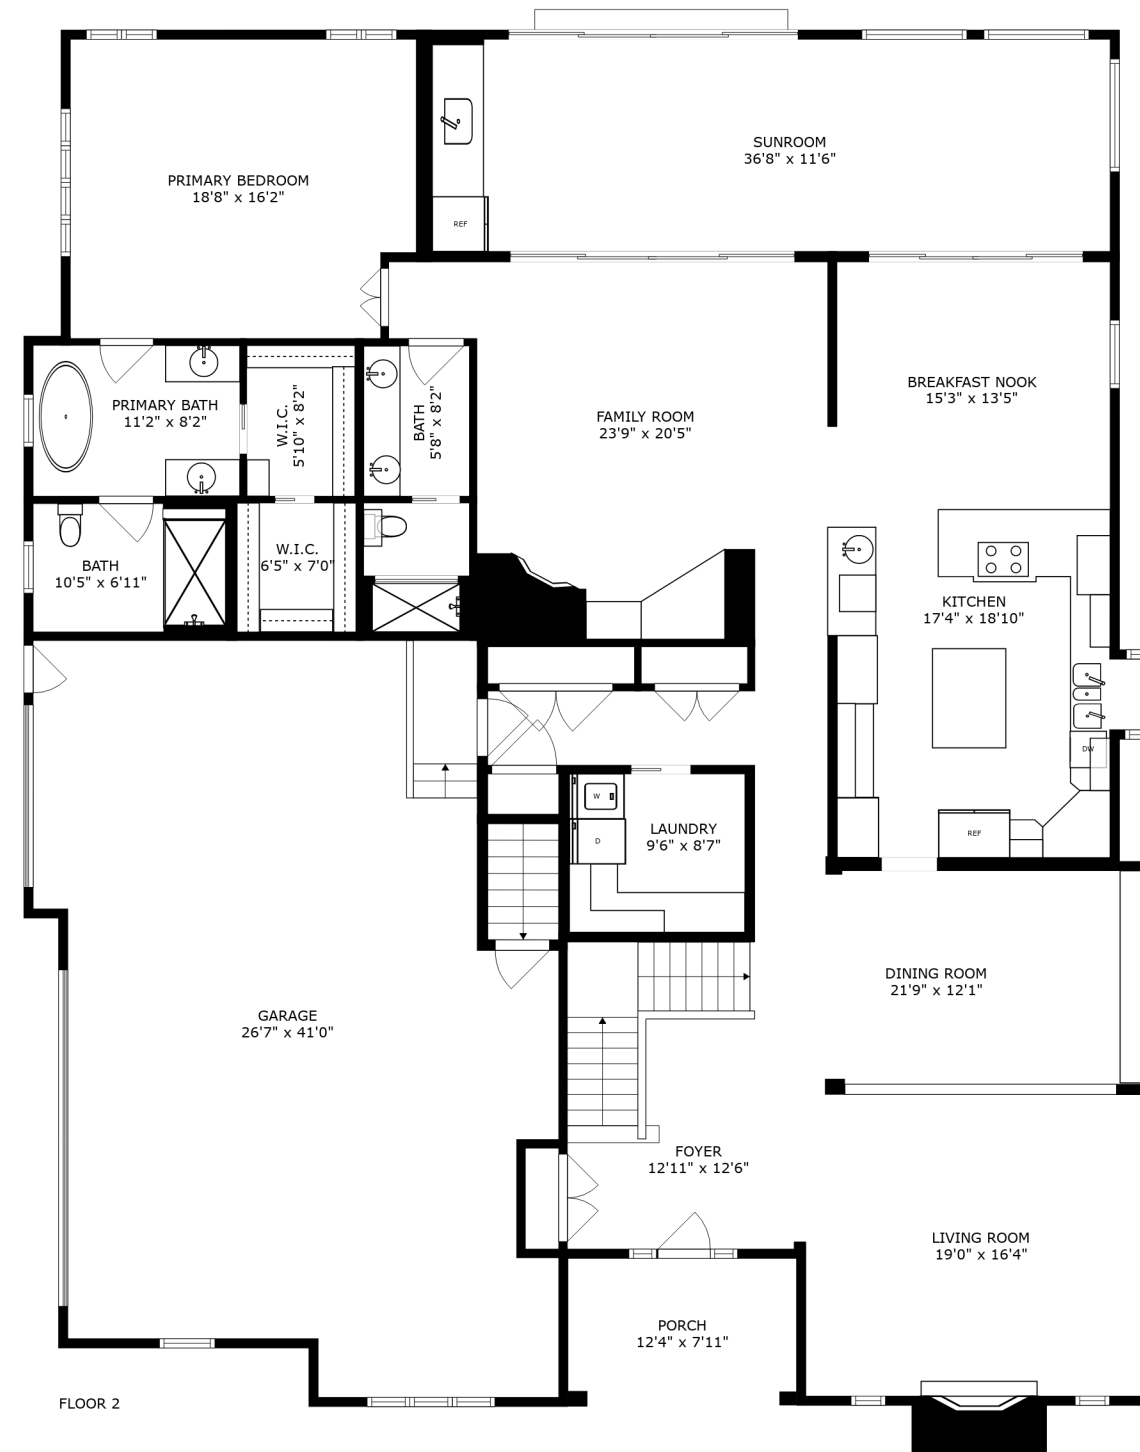 SUNROOM
36'8" x 11'6"
PRIMARY BEDROOM
18'8" x 16'2"
REF
BREAKFAST NOOK
15'3" x 13'5"
FAMILY ROOM
23'9" x 20'5"
PRIMARY BATH
11'2" x 8'2"
W.I.C.
5'10" x 8'2"
BATH
5'8" x 8'2"
W.I.C.
6'5" x 7'0"
BATH
10'5" x 6'11"
KITCHEN
17'4" x 18'10"
DW
W
LAUNDRY
9'6" x 8'7"
D
REF
DINING ROOM
21'9" x 12'1"
GARAGE
26'7" x 41'0"
FOYER
12'11" x 12'6"
LIVING ROOM
19'0" x 16'4"
PORCH
12'4" x 7'11"
FLOOR 2